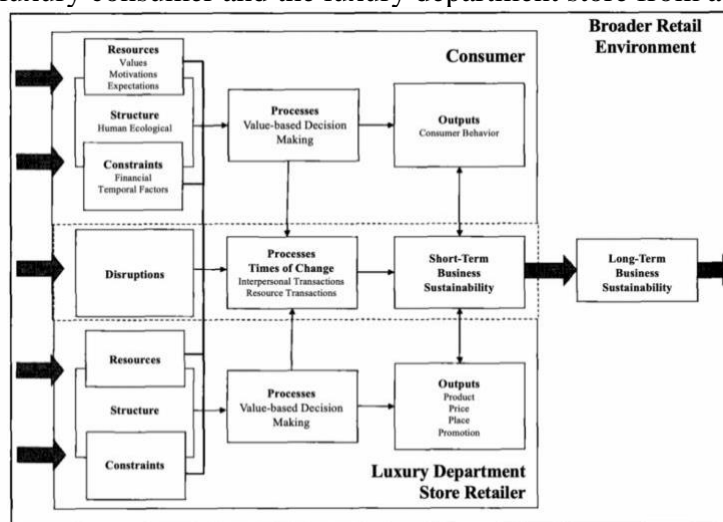 luxury consumer and the luxury department store from a
Broader Retail
Environment
Consumer
Resources
Values
Motivations
Expectations
Structure
Human Ecological
Constraints
Financial
Temporal Factors
Processes
Value-based Decision
Making
Outputs
Consumer Behavior
Disruptions
Processes
Times of Change
Interpersonal Transactions
Resource Transactions
Short-Term
Business
Sustainability
Long-Term
Business
Sustainability
Resources
Structure
Constraints
Processes
Value-based Decision
Making
Outputs
Product
Price
Place
Promotion
Luxury Department
Store Retailer